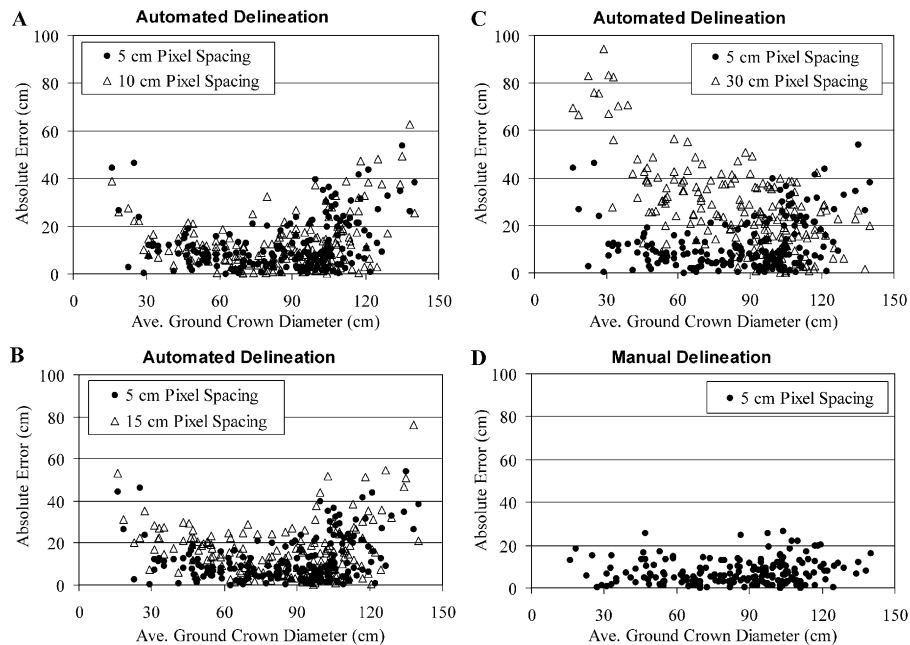 A
Automated Delineation
100
80
60
40
20
0
Absolute Error (cm)
5 cm Pixel Spacing
10 cm Pixel Spacing
0 30 60 90 120 150
Ave. Ground Crown Diameter (cm)
C
Automated Delineation
100
80
60
40
20
0
Absolute Error (cm)
5 cm Pixel Spacing
30 cm Pixel Spacing
0 30 60 90 120 150
Ave. Ground Crown Diameter (cm)
B
Automated Delineation
100
80
60
40
20
0
Absolute Error (cm)
5 cm Pixel Spacing
15 cm Pixel Spacing
0 30 60 90 120 150
Ave. Ground Crown Diameter (cm)
D
Manual Delineation
100
80
60
40
20
0
Absolute Error (cm)
5 cm Pixel Spacing
0 30 60 90 120 150
Ave. Ground Crown Diameter (cm)